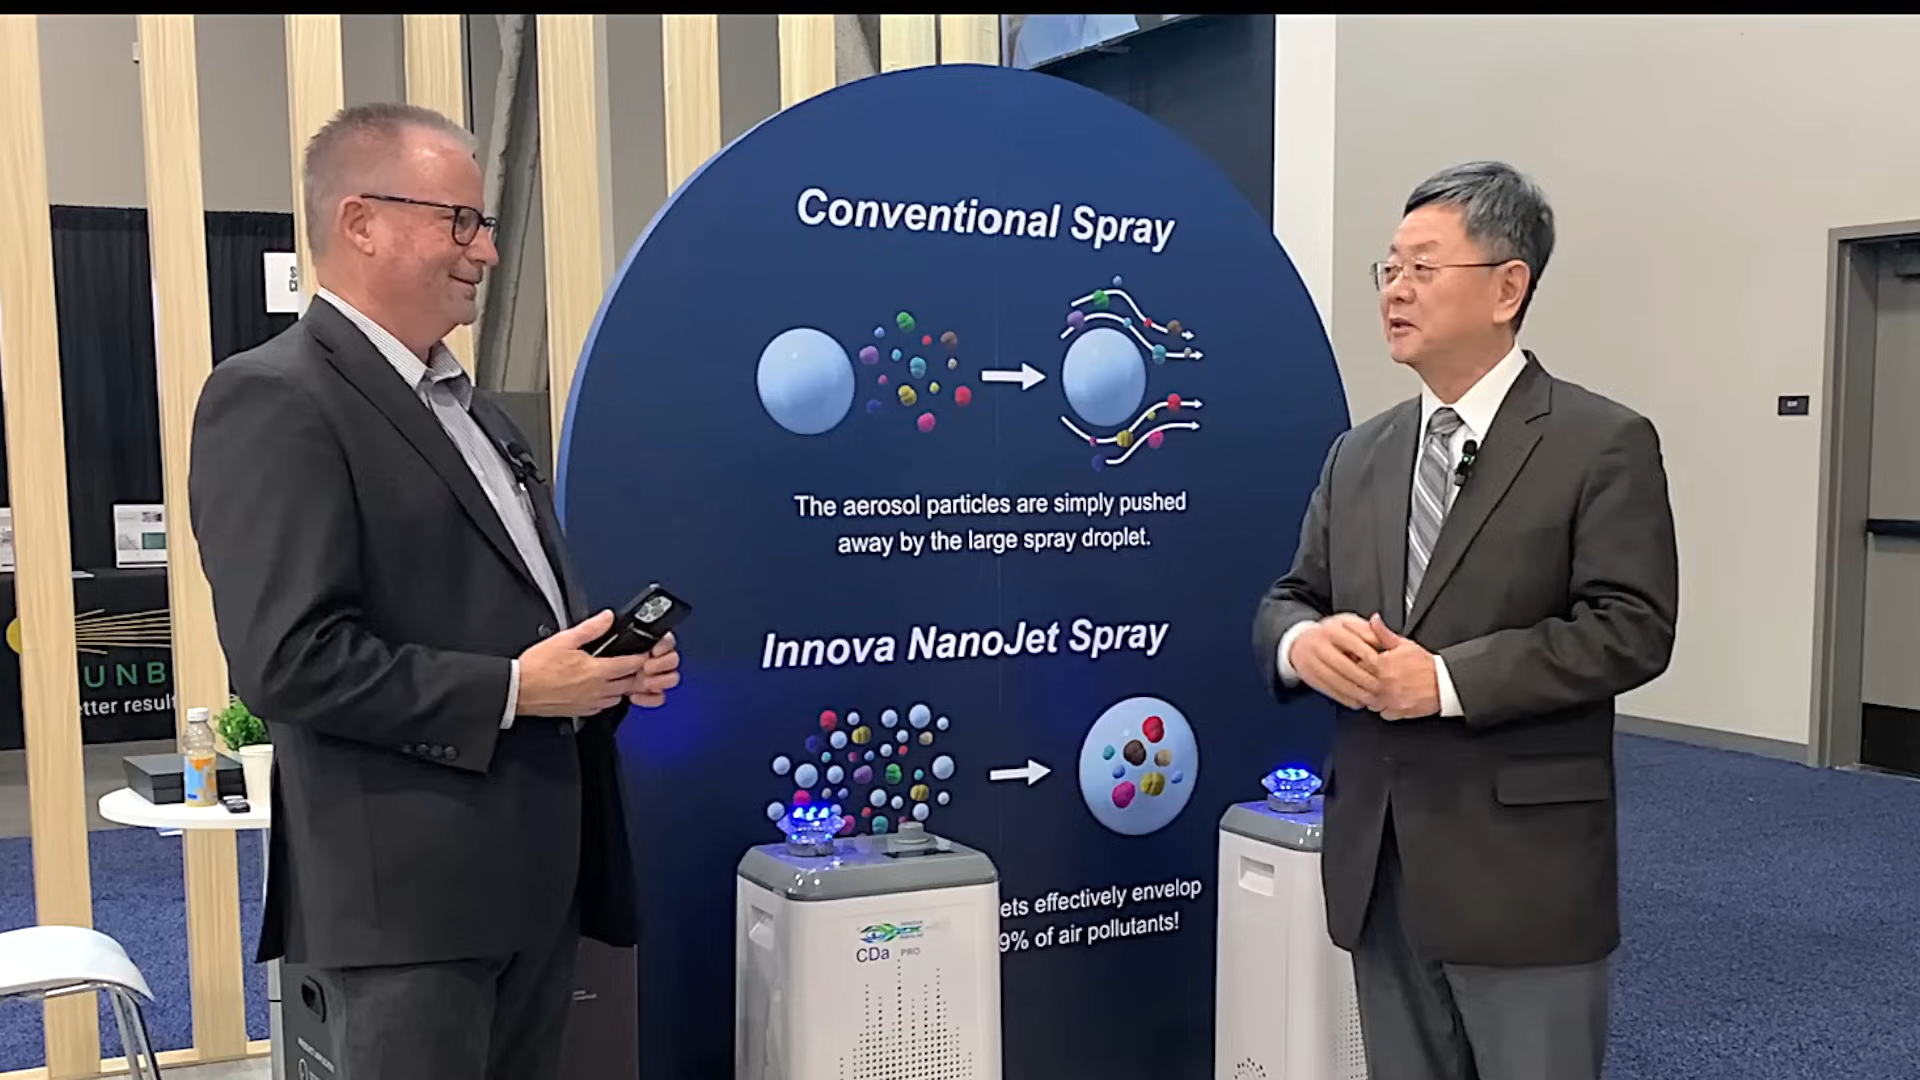 Conventional Spray
The aerosol particles are simply pushed
away by the large spray droplet.
Innova NanoJet Spray
ets effectively envelop
9% of air pollutants!
CDa PRO
UNB
tter result